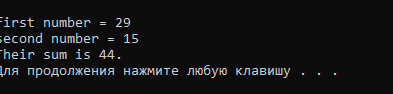 first number = 29
second number = 15
Their sum is 44.
Для продолжения нажмите любую клавишу . . .